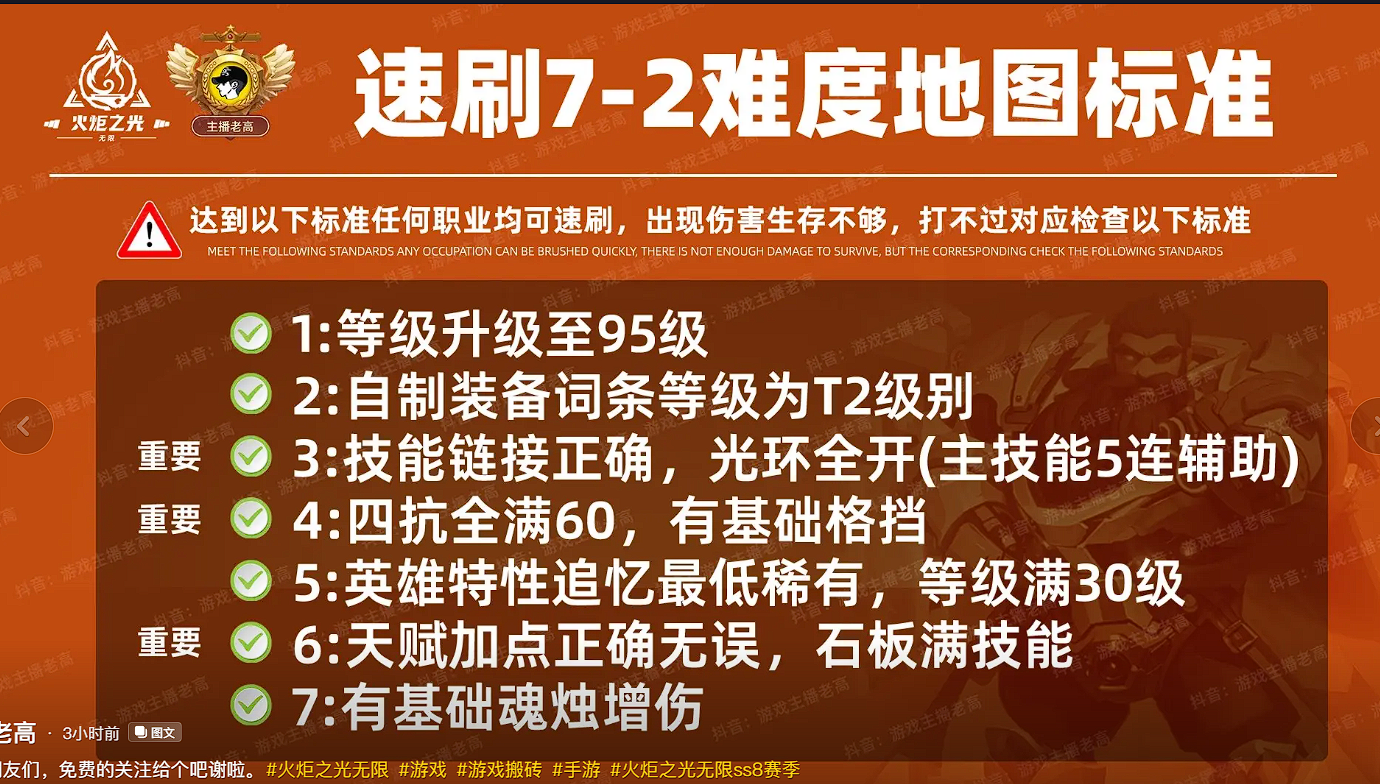 火炬之光
无限
主播老高
速刷7-2难度地图标准
达到以下标准任何职业均可速刷，出现伤害生存不够，打不过对应检查以下标准
MEET THE FOLLOWING STANDARDS ANY OCCUPATION CAN BE BRUSHED QUICKLY, THERE IS NOT ENOUGH DAMAGE TO SURVIVE, BUT THE CORRESPONDING CHECK THE FOLLOWING STANDARDS
1:等级升级至95级
2:自制装备词条等级为T2级别
重要 3:技能链接正确，光环全开(主技能5连辅助)
重要 4:四抗全满60，有基础格挡
5:英雄特性追忆最低稀有，等级满30级
重要 6:天赋加点正确无误，石板满技能
7:有基础魂烛增伤
老高 · 3小时前 图文
友们，免费的关注给个吧谢啦。#火炬之光无限 #游戏 #游戏搬砖 #手游 #火炬之光无限ss8赛季
抖音：游戏主播老高